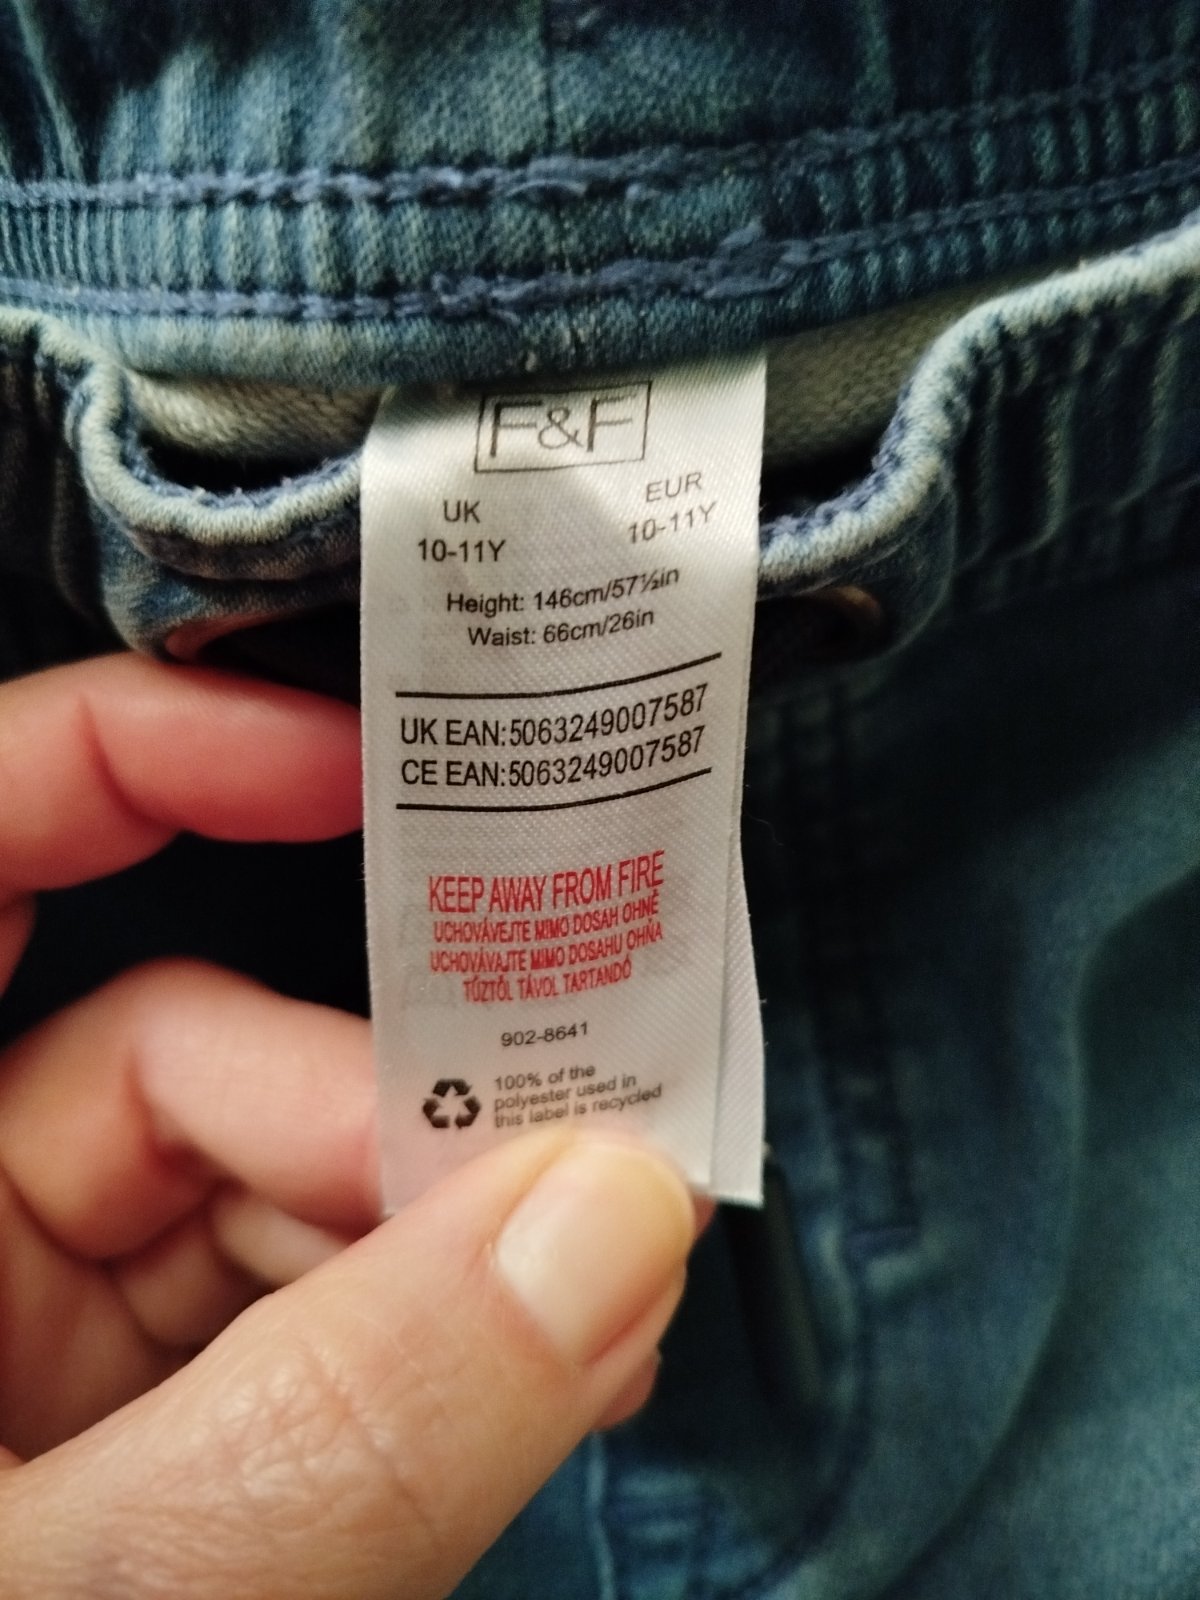 F&F
UK EUR
10-11Y 10-11Y
Height: 146cm/57½in
Waist: 66cm/26in
UK EAN:5063249007587
CE EAN:5063249007587
KEEP AWAY FROM FIRE
UCHOVÁVEJTE MIMO DOSAH OHNĚ
UCHOVÁVAJTE MIMO DOSAHU OHŇA
TŰZTŐL TÁVOL TARTANDÓ
902-8641
100% of the
polyester used in
this label is recycled